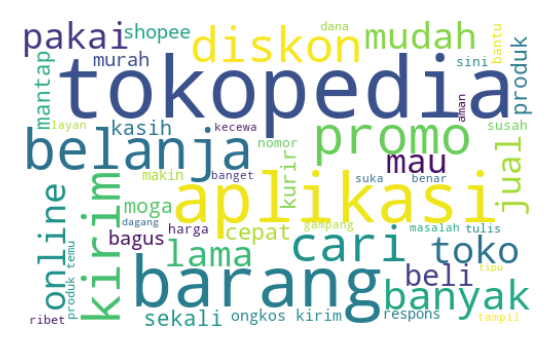 dana
pakai
shopee
diskon
mudah
bantu
produk
murah
sini
mantap
tokopedia
aman
layan
kasih
kecewa
nomor
promo
susah
belanja
mau
jual
makin
banget
kurir
suka
benar
online
produk temu
kirim
moga
dagang
aplikasi
bagus
harga
cepat
gampang
masalah
tulis
lama
cari
toko
barang
beli
tipu
banyak
ribet
sekali
ongkos kirim
respons
tampil